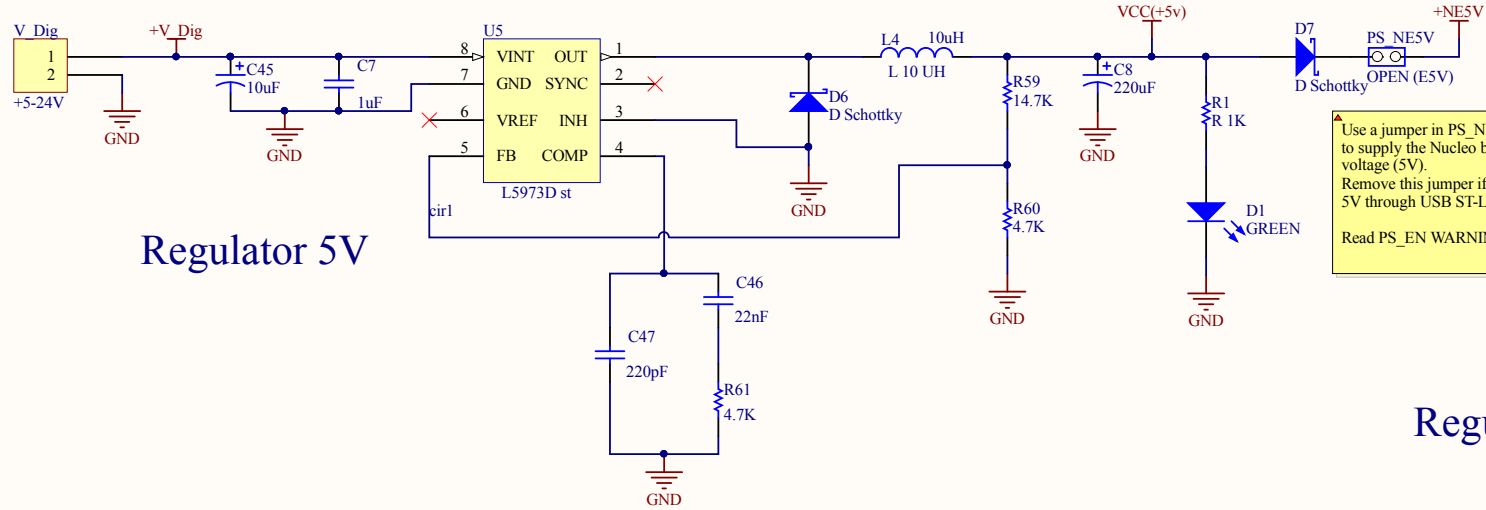 V_Dig
1
2
+5-24V
GND
+V_Dig
C45
10uF
C7
1uF
GND
U5
8
VINT
OUT
1
7
GND
SYNC
2
6
VREF
INH
3
5
FB
COMP
4
L5973D st
cir1
Regulator 5V
C47
220pF
C46
22nF
R61
4.7K
GND
D6
D Schottky
GND
L4
10uH
L 10 UH
R59
14.7K
R60
4.7K
GND
VCC(+5v)
C8
220uF
GND
R1
R 1K
D1
GREEN
GND
D7
D Schottky
PS_NE5V
OPEN (E5V)
+NE5V
Use a jumper in PS_N
to supply the Nucleo b
voltage (5V).
Remove this jumper if
5V through USB ST-L
Read PS_EN WARNIN
Regu